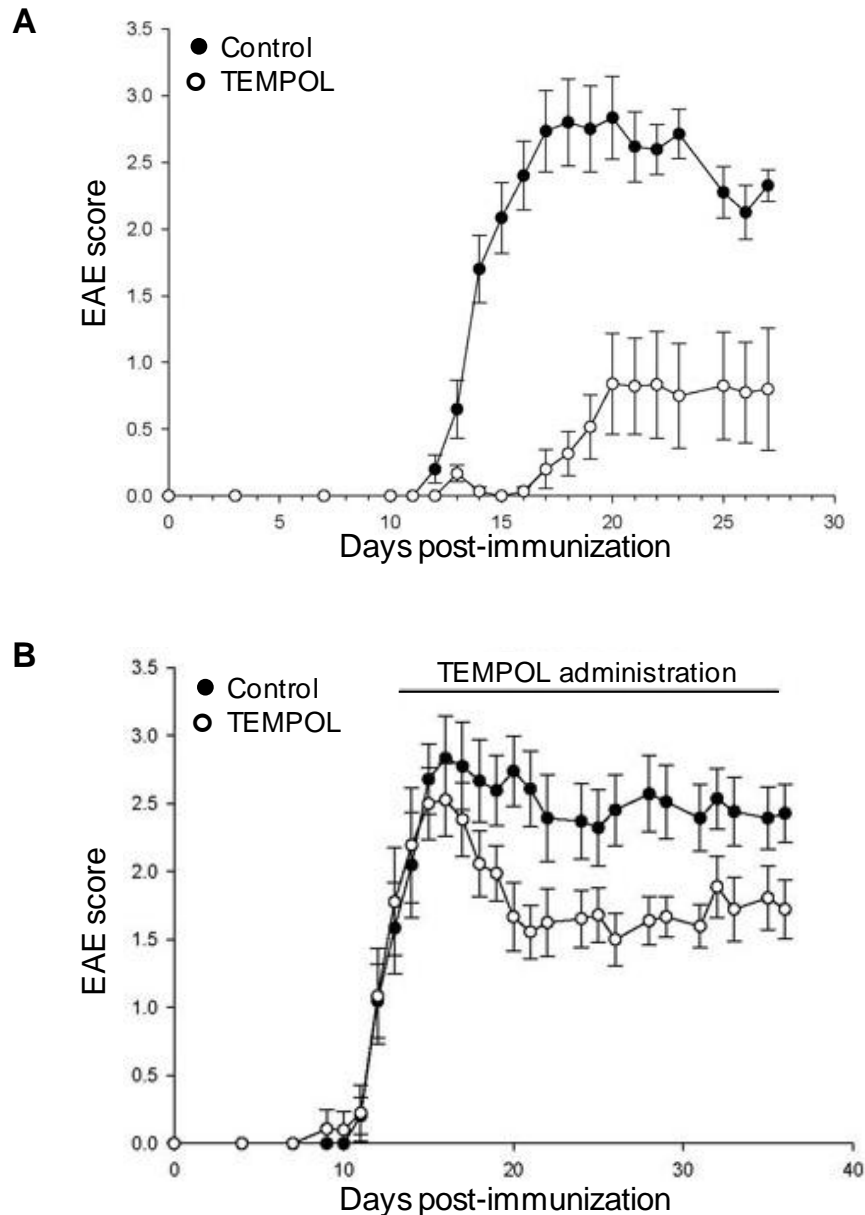 A
3.5
Control
TEMPOL
3.0
2.5
2.0
1.5
1.0
0.5
0.0
EAE score
0 5 10 15 20 25 30
Days post-immunization
B
3.5
TEMPOL administration
Control
TEMPOL
3.0
2.5
2.0
1.5
1.0
0.5
0.0
EAE score
0 10 20 30 40
Days post-immunization